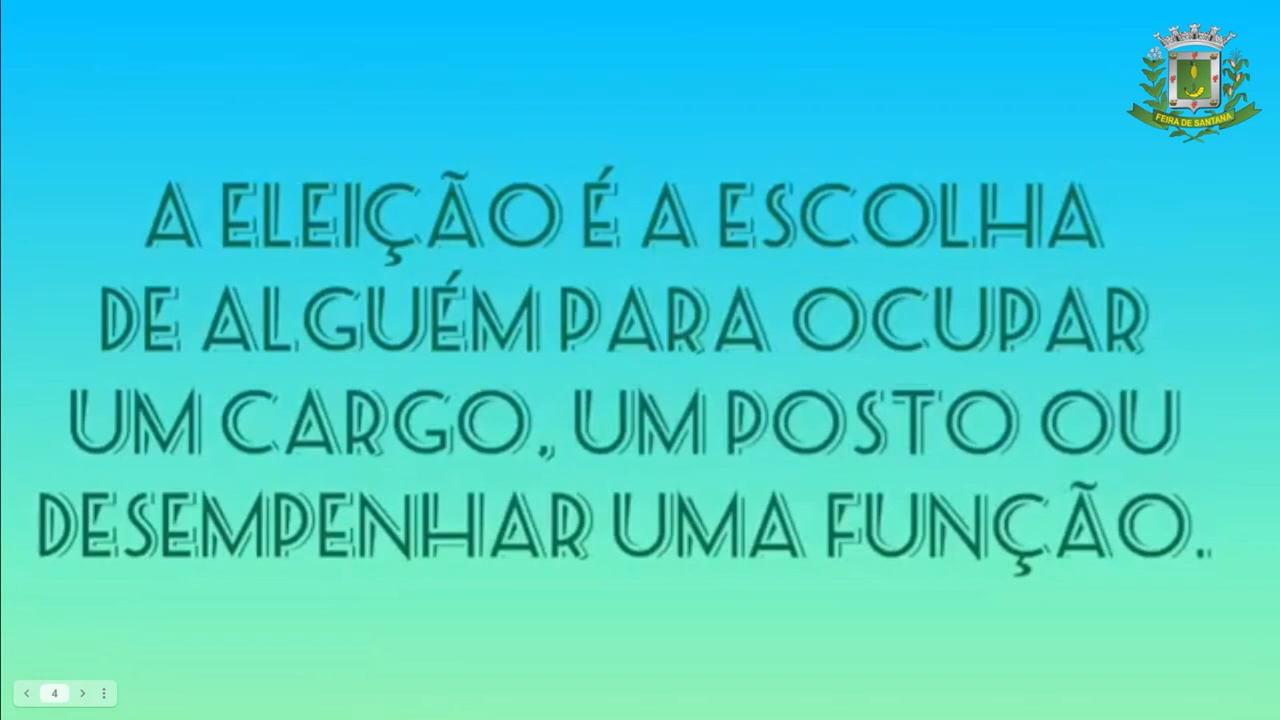 FEIRA DE SANTANA
A ELEIÇÃO É A ESCOLHA
DE ALGUÉM PARA OCUPAR
UM CARGO, UM POSTO OU
DESEMPENHAR UMA FUNÇÃO.
4